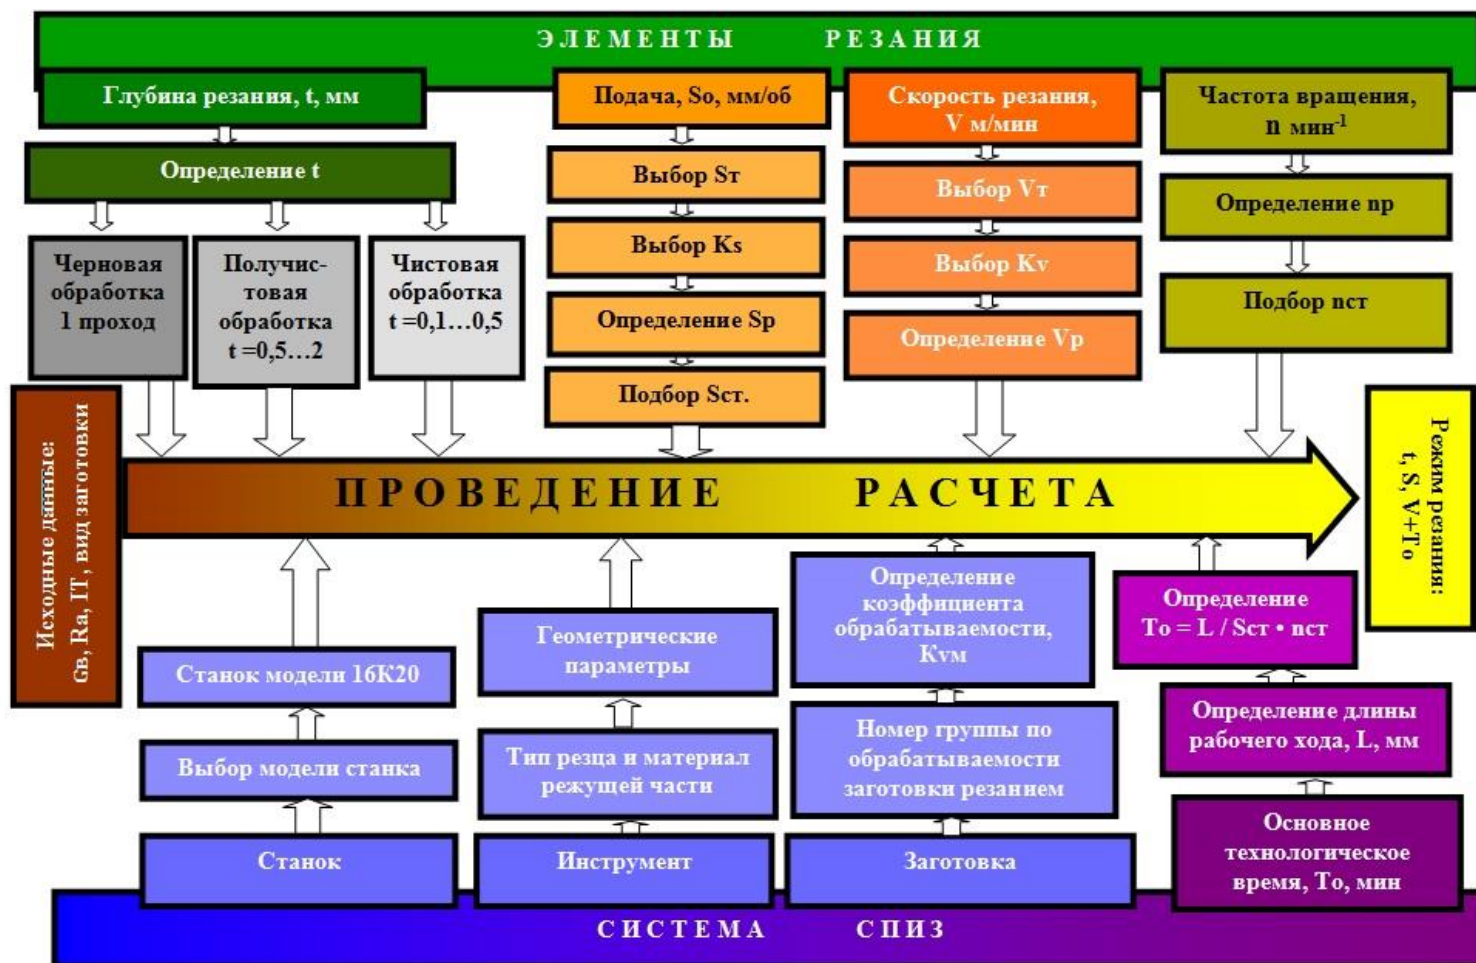 ЭЛЕМЕНТЫ РЕЗАНИЯ
Глубина резания, t, мм
Определение t
Черновая
обработка
1 проход
Получис-
товая
обработка
t =0,5…2
Чистовая
обработка
t =0,1…0,5
Подача, So, мм/об
Выбор Sт
Выбор Ks
Определение Sp
Подбор Sст.
Скорость резания,
V м/мин
Выбор Vт
Выбор Kv
Определение Vp
Частота вращения,
n мин⁻¹
Определение np
Подбор nст
Исходные данные:
Gв, Ra, IT, вид заготовки
ПРОВЕДЕНИЕ РАСЧЕТА
Режим резания:
t, S, V+To
Станок модели 16К20
Выбор модели станка
Станок
Геометрические
параметры
Тип резца и материал
режущей части
Инструмент
Определение
коэффициента
обрабатываемости,
Kvм
Номер группы по
обрабатываемости
заготовки резанием
Заготовка
Определение
To = L / Sст • nст
Определение длины
рабочего хода, L, мм
Основное
технологическое
время, To, мин
СИСТЕМА СПИЗ